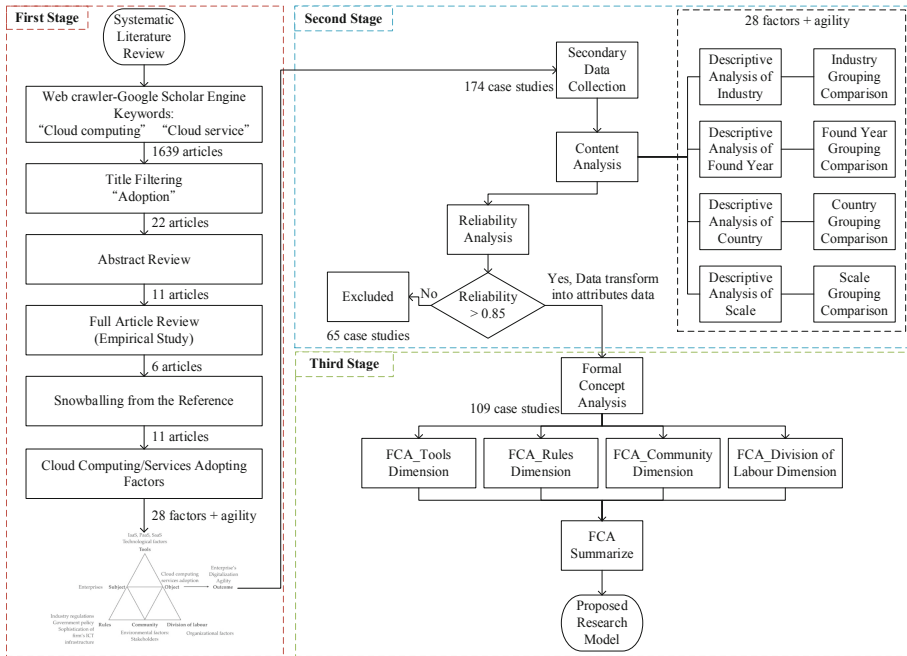 First Stage
Systematic
Literature
Review
Web crawler-Google Scholar Engine
Keywords:
“Cloud computing” “Cloud service”
1639 articles
Title Filtering
“Adoption”
22 articles
Abstract Review
11 articles
Full Article Review
(Empirical Study)
6 articles
Snowballing from the Reference
11 articles
Cloud Computing/Services Adopting
Factors
28 factors + agility
IaaS, PaaS, SaaS
Technological factors
Tools
Enterprises
Subject
Cloud computing
services adoption
Object
Enterprise's
Digitalization
Agility
Outcome
Industry regulations
Government policy
Sophistication of
firm's ICT
infrastructure
Rules
Community
Environmental factors:
Stakeholders
Division of labour
Organizational factors
Second Stage
Secondary
Data
Collection
174 case studies
Content
Analysis
Reliability
Analysis
Reliability
> 0.85
No
Excluded
65 case studies
Yes, Data transform
into attributes data
28 factors + agility
Descriptive
Analysis of
Industry
Industry
Grouping
Comparison
Descriptive
Analysis of
Found Year
Found Year
Grouping
Comparison
Descriptive
Analysis of
Country
Country
Grouping
Comparison
Descriptive
Analysis
of Scale
Scale
Grouping
Comparison
Third Stage
Formal
Concept
Analysis
109 case studies
FCA_Tools
Dimension
FCA_Rules
Dimension
FCA_Community
Dimension
FCA_Division of
Labour Dimension
FCA
Summarize
Proposed
Research
Model